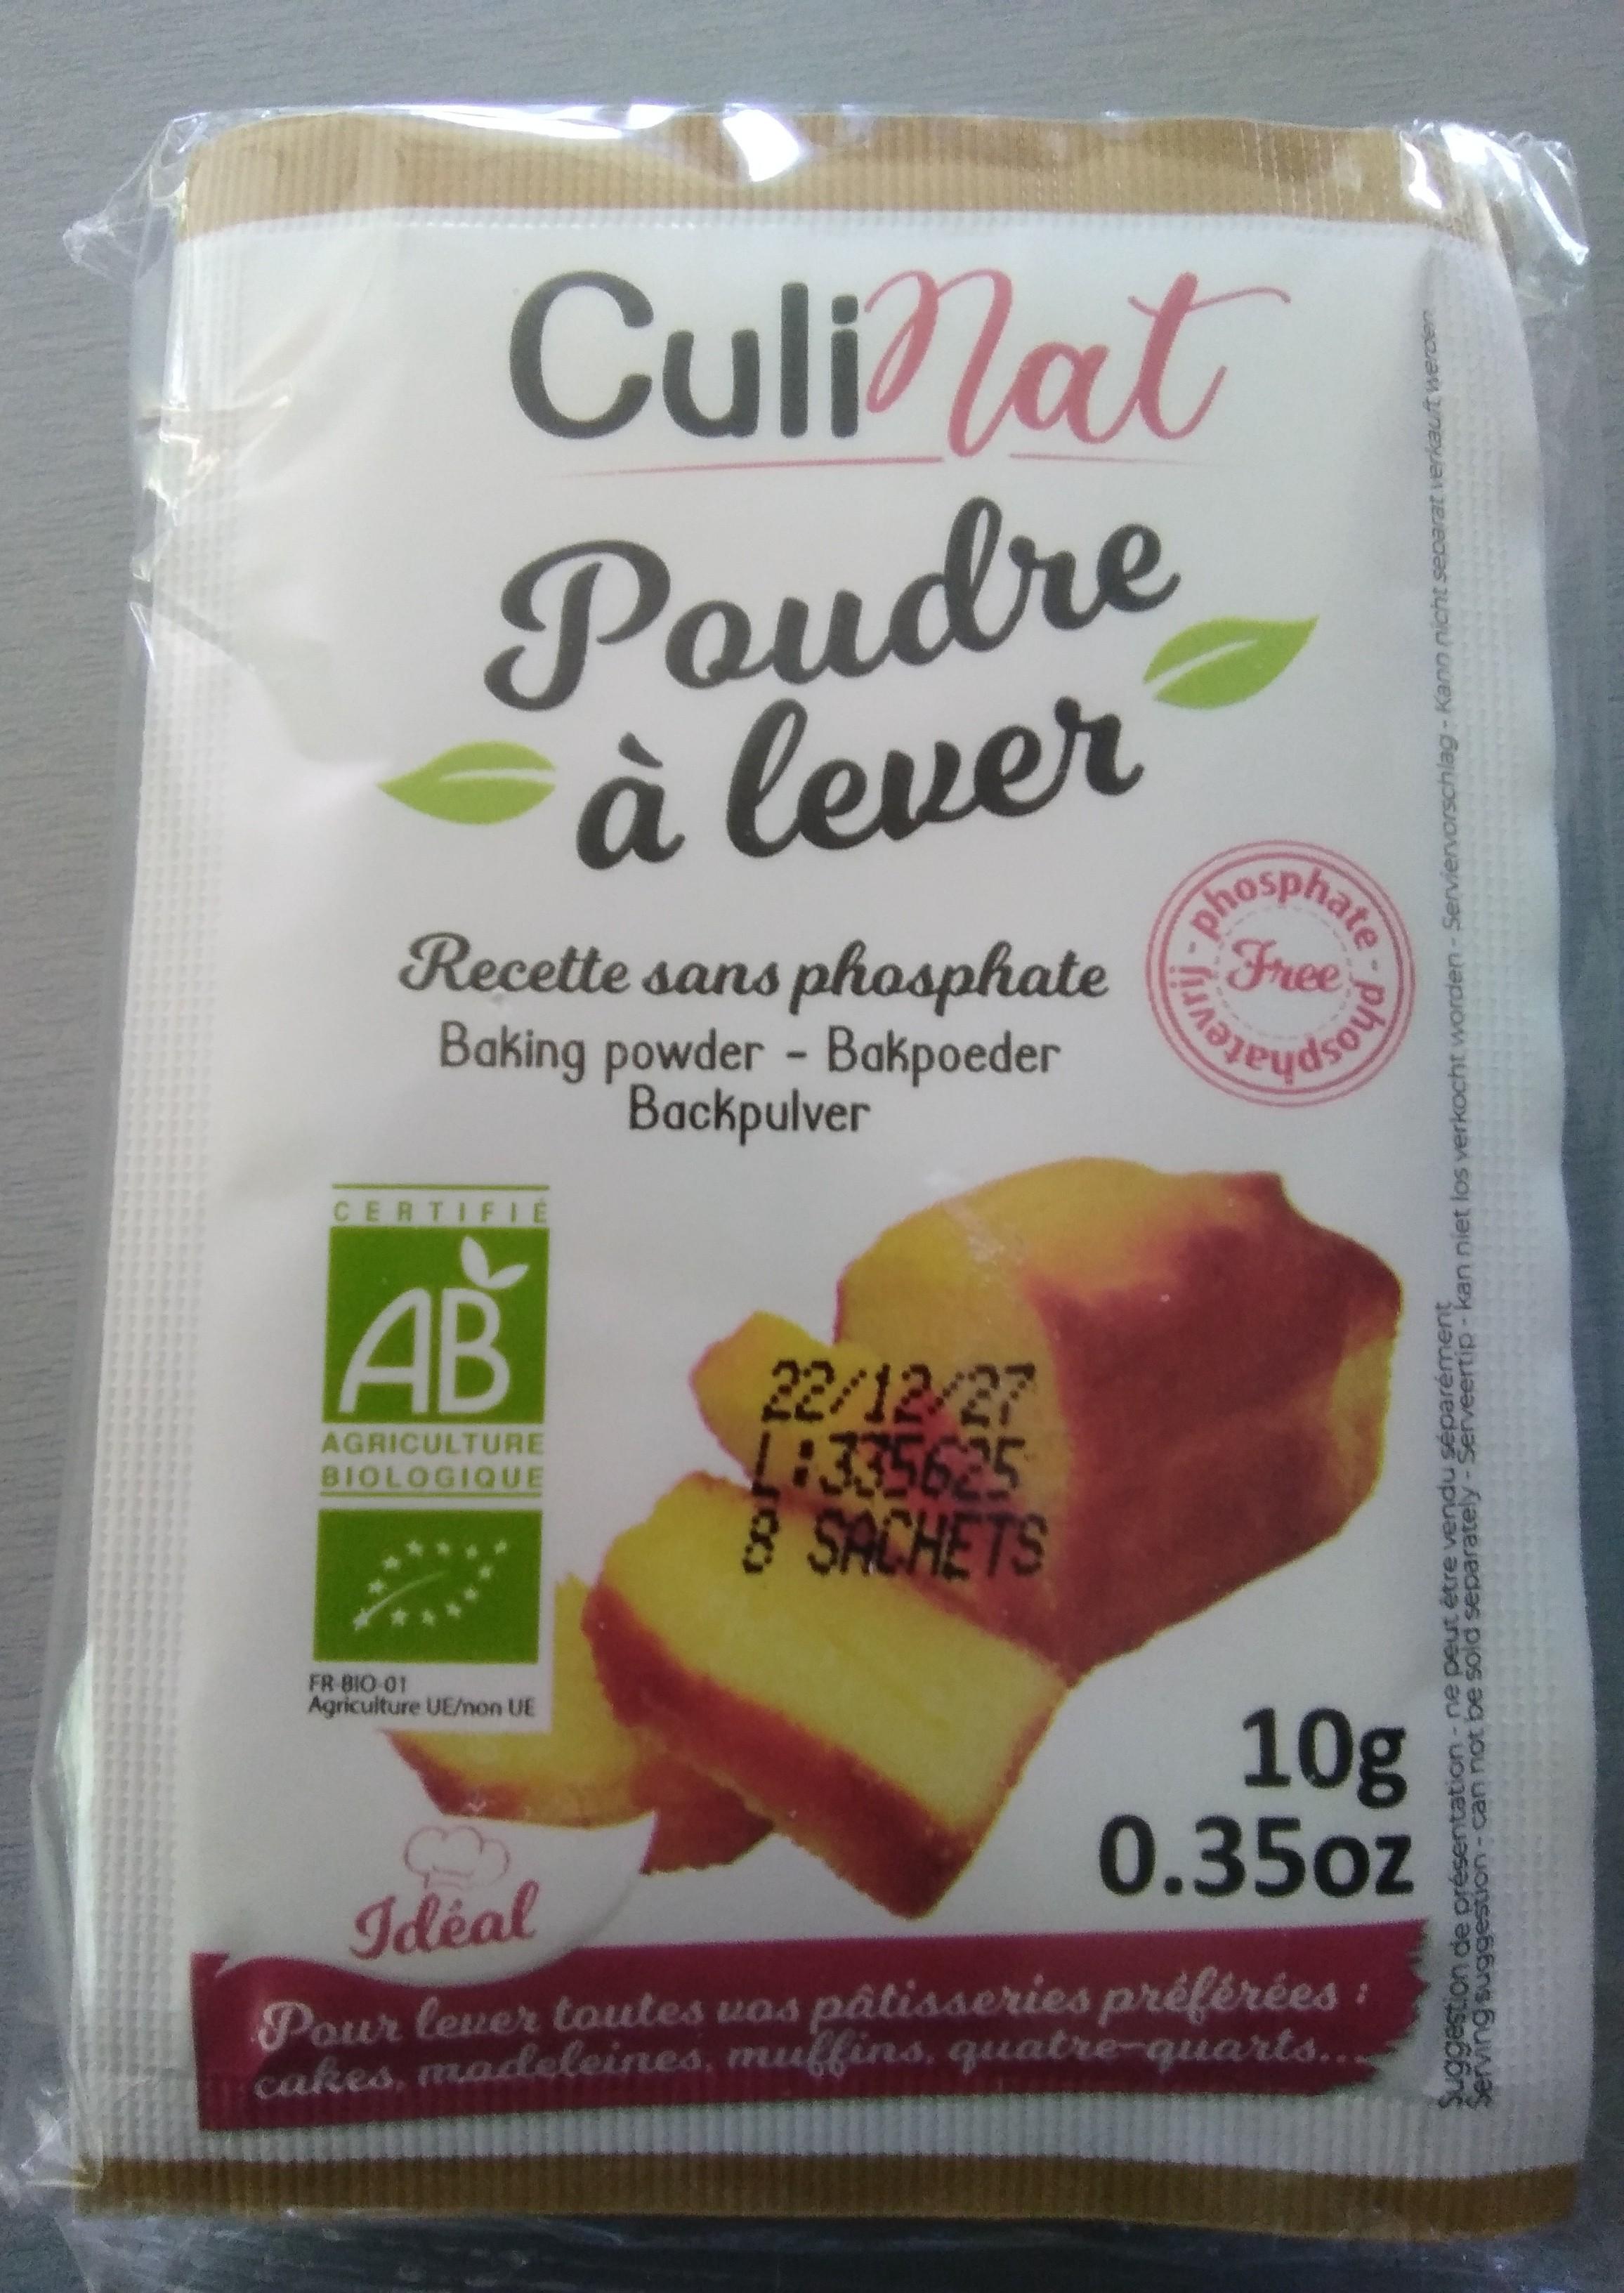 CuliNat
Poudre
à lever
Recette sans phosphate
Baking powder - Bakpoeder
Backpulver
phosphate - phosphatevrij -
Free
CERTIFIÉ
AB
AGRICULTURE
BIOLOGIQUE
FR-BIO-01
Agriculture UE/non UE
22/12/27
L:335625
8 SACHETS
10g
0.35oz
Idéal
Pour lever toutes vos pâtisseries préférées :
cakes, madeleines, muffins, quatre-quarts...
Suggestion de présentation - ne peut être vendu séparément
Serving suggestion - can not be sold separately - Serveertip - kan niet los verkocht worden - Serviervorschlag - Kann nicht separat verkauft werden